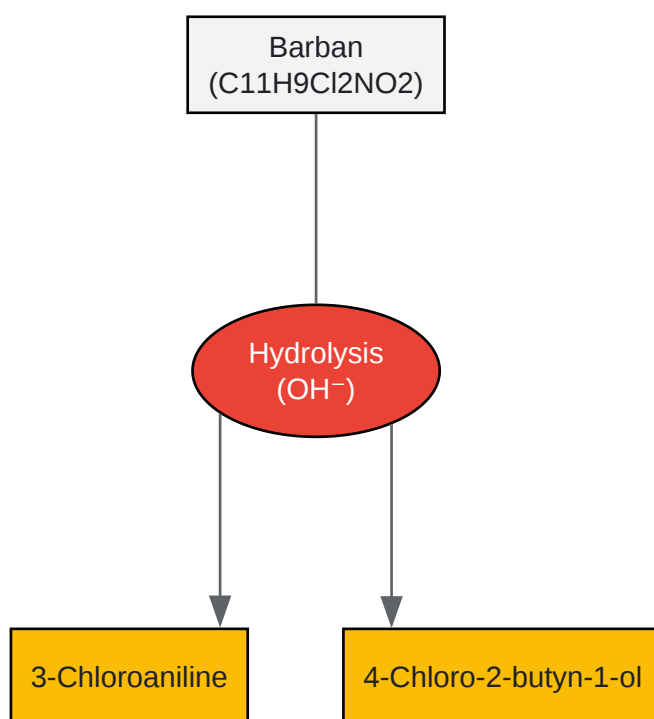 Barban
(C11H9Cl2NO2)
Hydrolysis
(OH⁻)
3-Chloroaniline
4-Chloro-2-butyn-1-ol